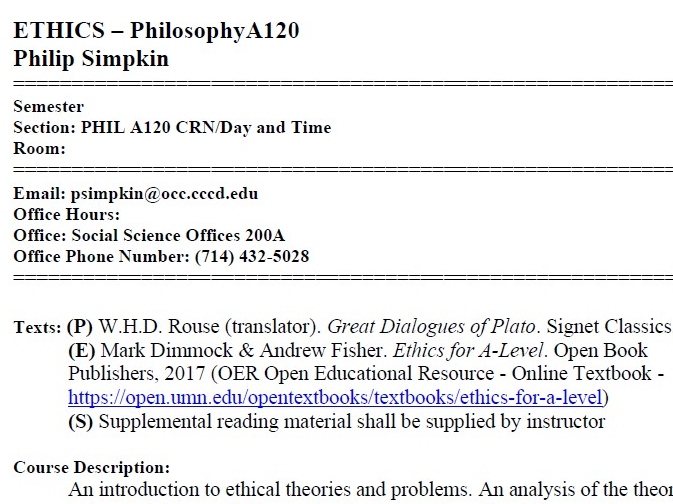 ETHICS – PhilosophyA120
Philip Simpkin
Semester
Section: PHIL A120 CRN/Day and Time
Room:
Email: psimpkin@occ.cccd.edu
Office Hours:
Office: Social Science Offices 200A
Office Phone Number: (714) 432-5028
Texts: (P) W.H.D. Rouse (translator). Great Dialogues of Plato. Signet Classics
(E) Mark Dimmock & Andrew Fisher. Ethics for A-Level. Open Book
Publishers, 2017 (OER Open Educational Resource - Online Textbook -
https://open.umn.edu/opentextbooks/textbooks/ethics-for-a-level)
(S) Supplemental reading material shall be supplied by instructor
Course Description:
An introduction to ethical theories and problems. An analysis of the theor